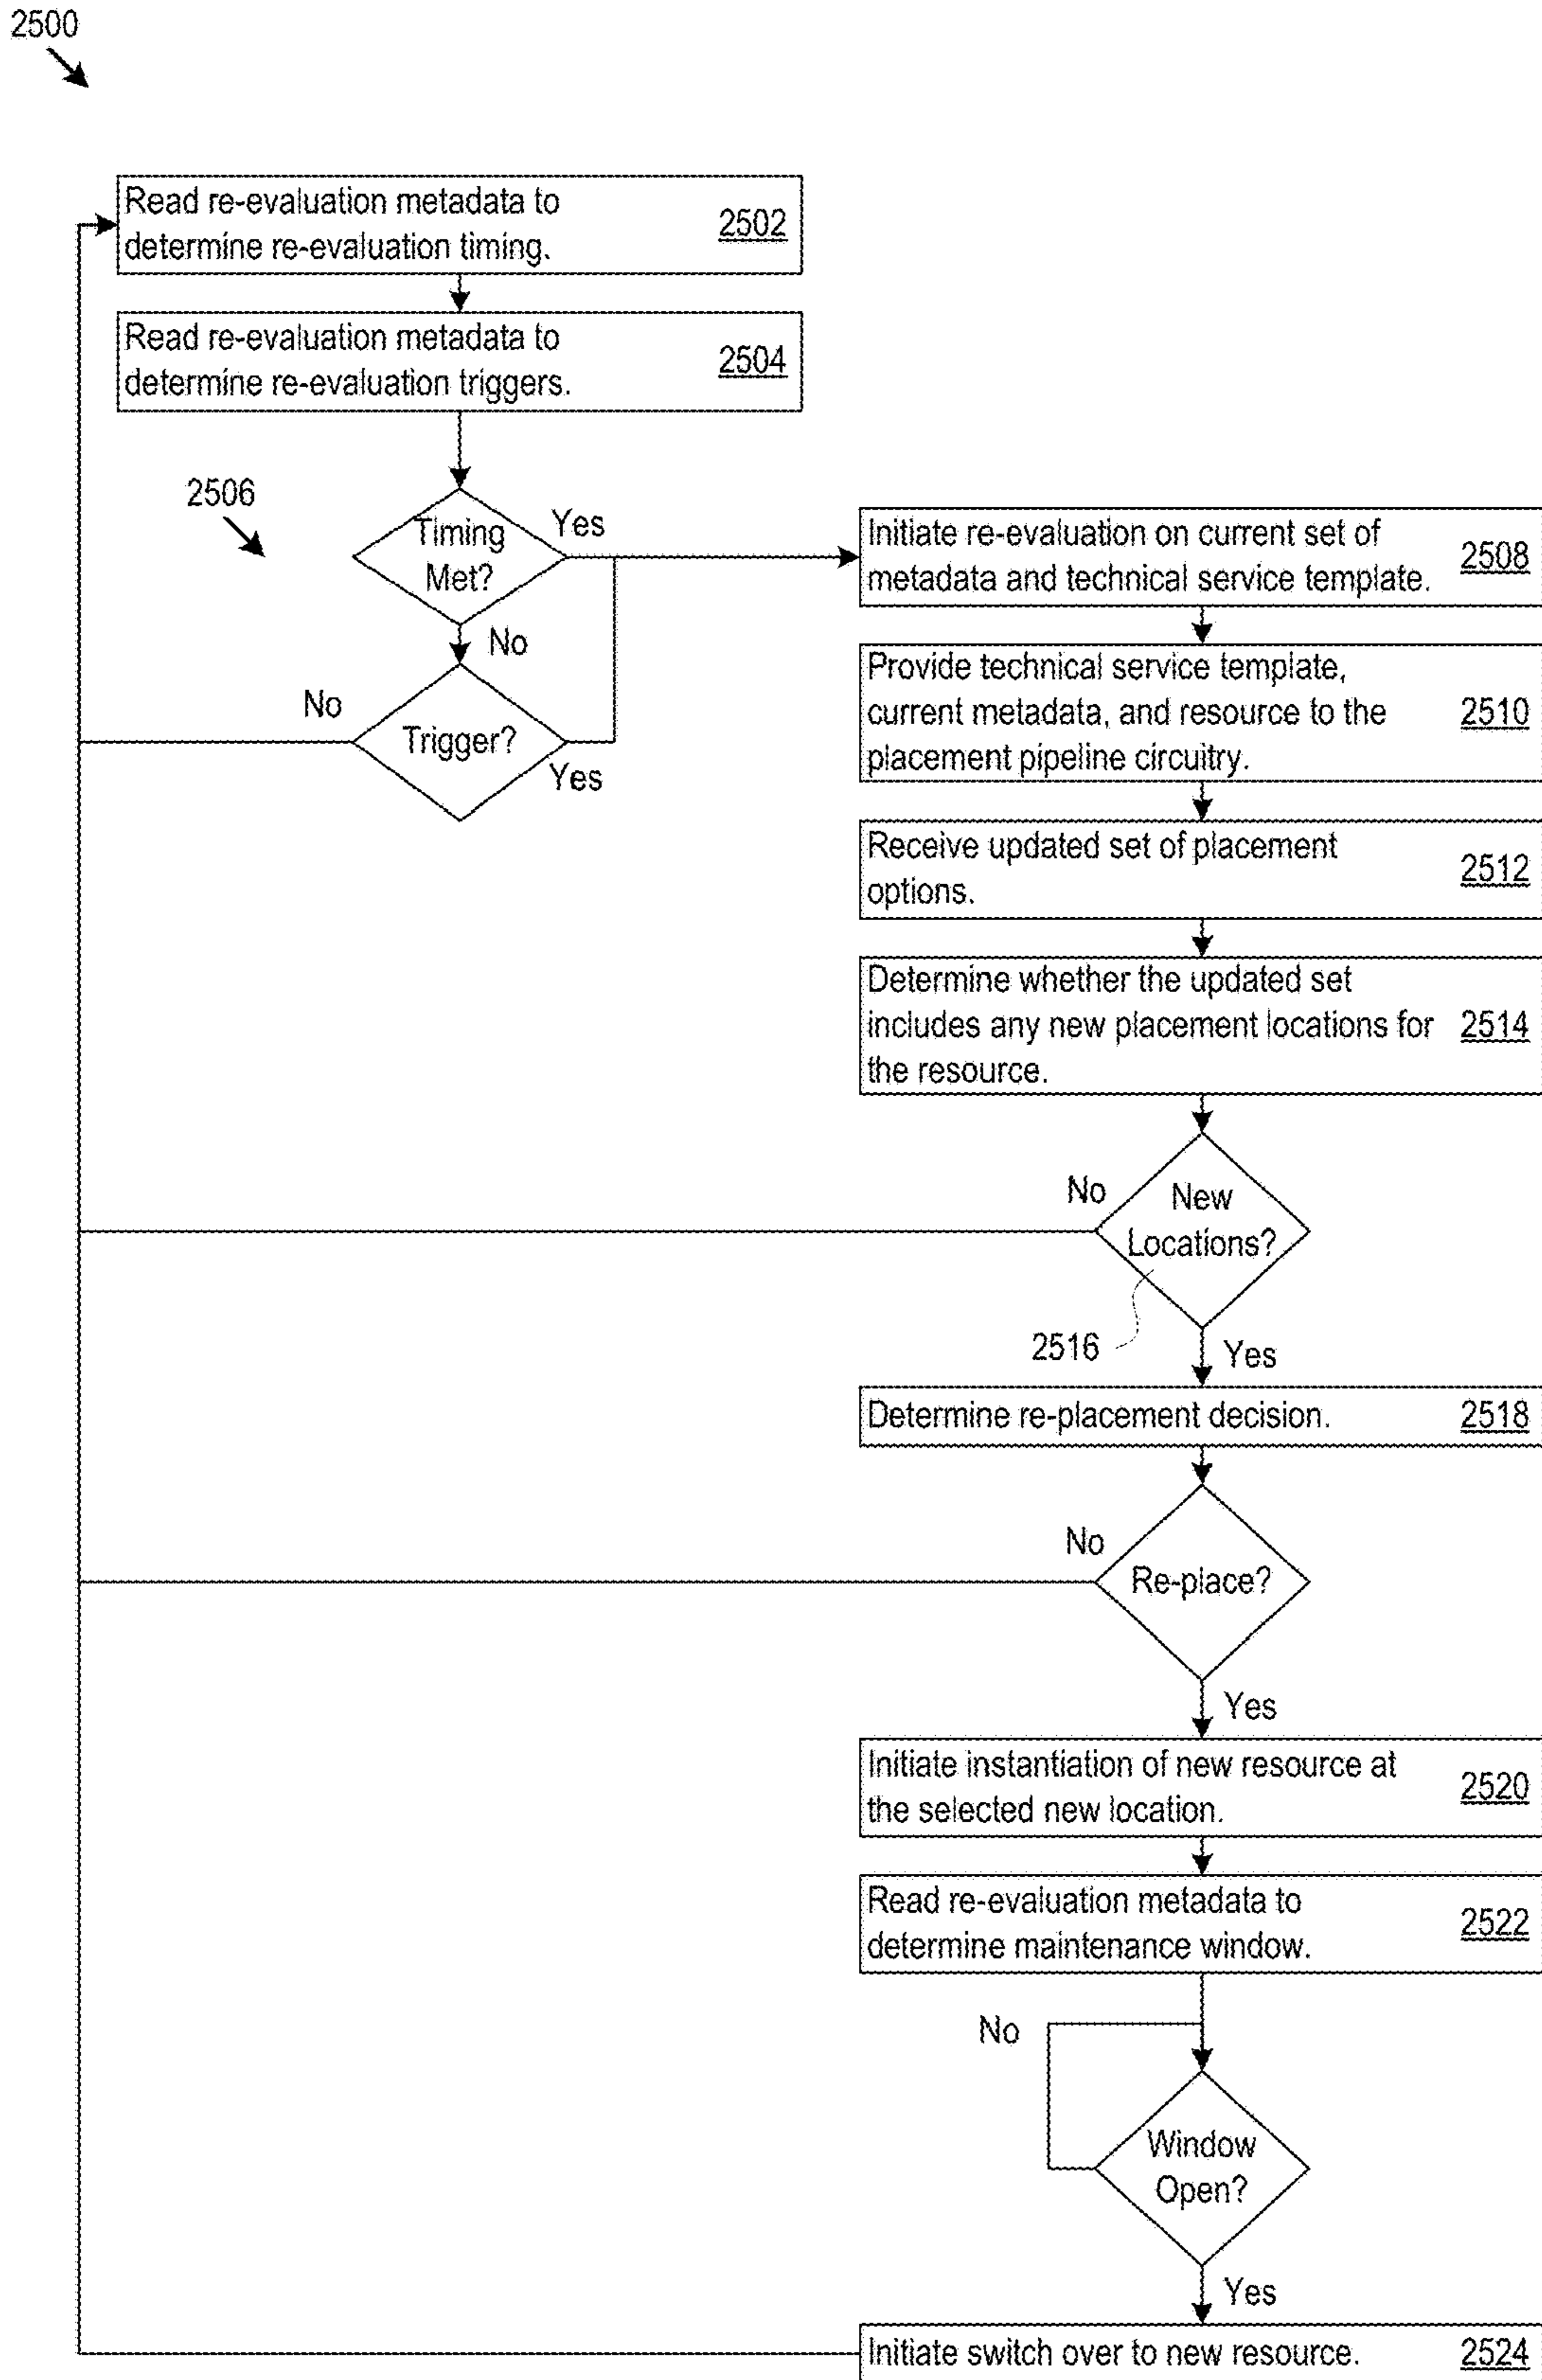 2500
Read re-evaluation metadata to
determine re-evaluation timing.
2502
Read re-evaluation metadata to
determine re-evaluation triggers.
2504
2506
Timing
Met?
Yes
No
Trigger?
No
Yes
Initiate re-evaluation on current set of
metadata and technical service template.
2508
Provide technical service template,
current metadata, and resource to the
placement pipeline circuitry.
2510
Receive updated set of placement
options.
2512
Determine whether the updated set
includes any new placement locations for
the resource.
2514
No
New
Locations?
2516
Yes
Determine re-placement decision.
2518
No
Re-place?
Yes
Initiate instantiation of new resource at
the selected new location.
2520
Read re-evaluation metadata to
determine maintenance window.
2522
No
Window
Open?
Yes
Initiate switch over to new resource.
2524